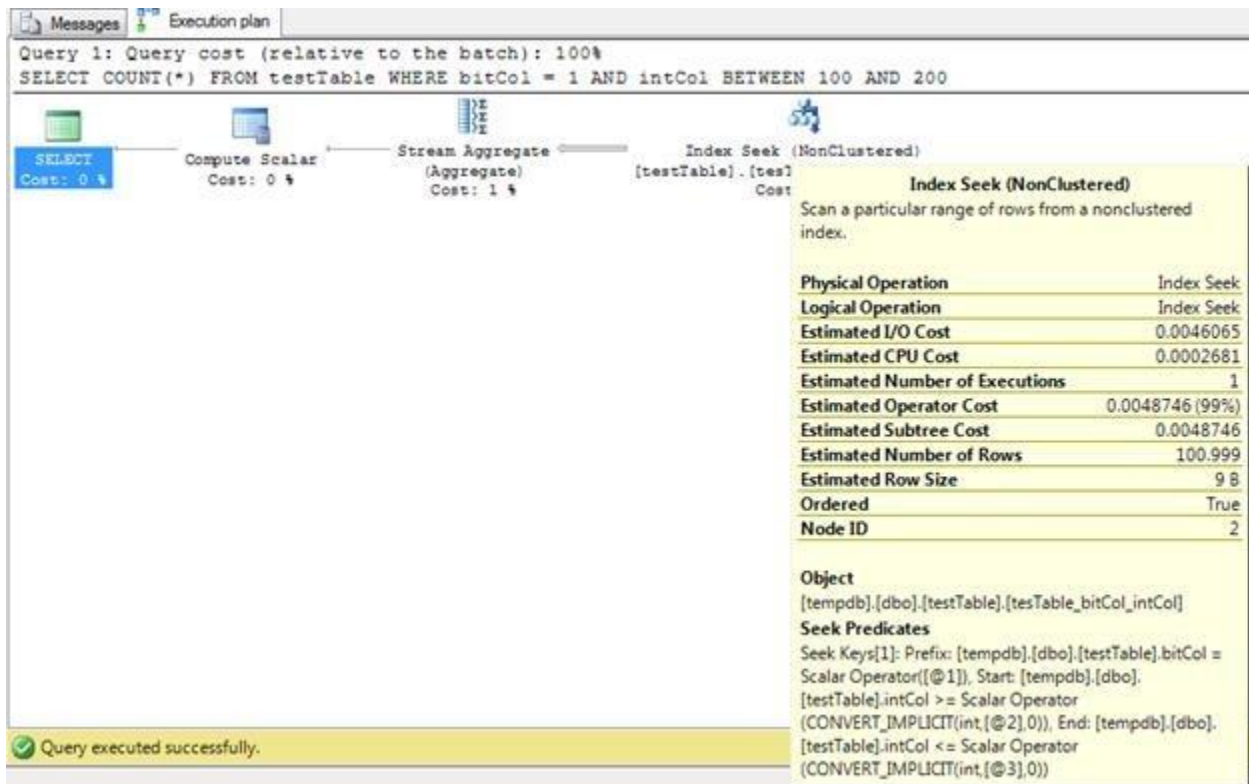 Messages Execution plan
Query 1: Query cost (relative to the batch): 100%
SELECT COUNT(*) FROM testTable WHERE bitCol = 1 AND intCol BETWEEN 100 AND 200
SELECT
Cost: 0 %
Compute Scalar
Cost: 0 %
Stream Aggregate
(Aggregate)
Cost: 1 %
Index Seek (NonClustered)
[testTable].[tes
Cost
Index Seek (NonClustered)
Scan a particular range of rows from a nonclustered
index.
Physical Operation Index Seek
Logical Operation Index Seek
Estimated I/O Cost 0.0046065
Estimated CPU Cost 0.0002681
Estimated Number of Executions 1
Estimated Operator Cost 0.0048746 (99%)
Estimated Subtree Cost 0.0048746
Estimated Number of Rows 100.999
Estimated Row Size 9 B
Ordered True
Node ID 2
Object
[tempdb].[dbo].[testTable].[tesTable_bitCol_intCol]
Seek Predicates
Seek Keys[1]: Prefix: [tempdb].[dbo].[testTable].bitCol =
Scalar Operator([@1]), Start: [tempdb].[dbo].
[testTable].intCol >= Scalar Operator
(CONVERT_IMPLICIT(int,[@2],0)), End: [tempdb].[dbo].
[testTable].intCol <= Scalar Operator
(CONVERT_IMPLICIT(int,[@3],0))
Query executed successfully.